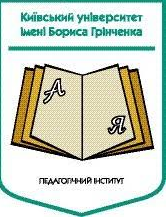 Київський університет
імені Бориса Грінченка
А
Я
ПЕДАГОГІЧНИЙ ІНСТИТУТ